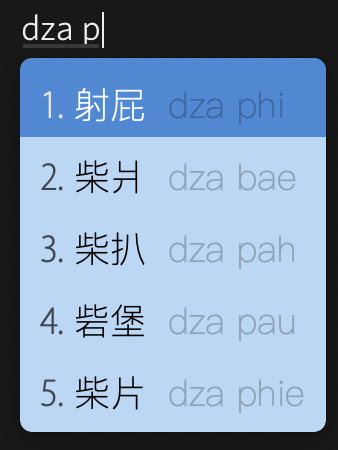 dza p
1. 射屁 dza phi
2. 柴爿 dza bae
3. 柴扒 dza pah
4. 砦堡 dza pau
5. 柴片 dza phie